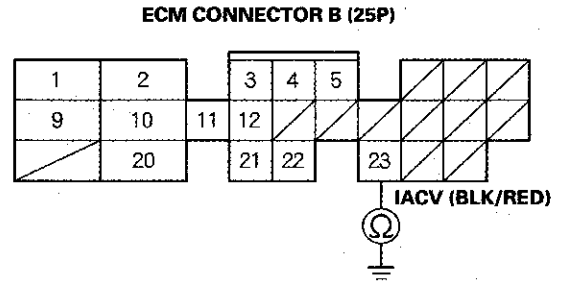 ECM CONNECTOR B (25P)
1 2 3 4 5
9 10 11 12
20 21 22 23
IACV (BLK/RED)
Ω